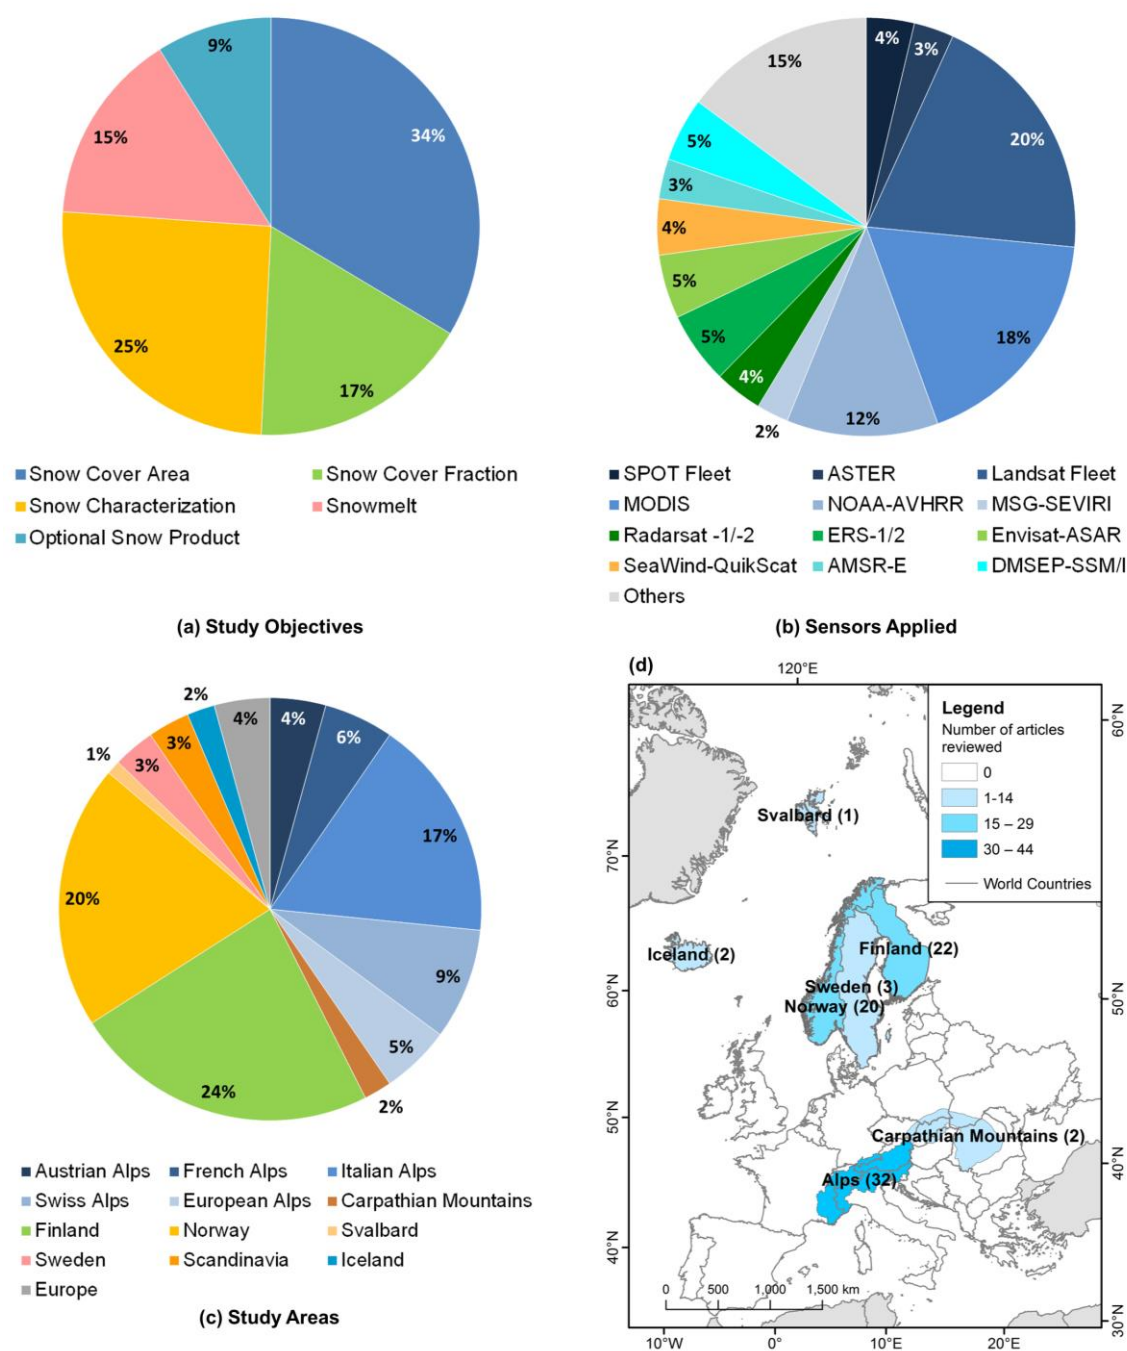 9%
34%
15%
25%
17%
Snow Cover Area
Snow Cover Fraction
Snow Characterization
Snowmelt
Optional Snow Product
(a) Study Objectives
4%
3%
15%
20%
5%
3%
4%
5%
5%
18%
4%
2%
12%
SPOT Fleet
ASTER
Landsat Fleet
MODIS
NOAA-AVHRR
MSG-SEVIRI
Radarsat -1/-2
ERS-1/2
Envisat-ASAR
SeaWind-QuikScat
AMSR-E
DMSEP-SSM/I
Others
(b) Sensors Applied
2%
4%
4%
6%
3%
3%
1%
17%
20%
9%
5%
24%
2%
Austrian Alps
French Alps
Italian Alps
Swiss Alps
European Alps
Carpathian Mountains
Finland
Norway
Svalbard
Sweden
Scandinavia
Iceland
Europe
(c) Study Areas
(d)
120°E
Legend
Number of articles
reviewed
0
1-14
15 – 29
30 – 44
World Countries
60°N
Svalbard (1)
70°N
Iceland (2)
Finland (22)
Sweden (3)
Norway (20)
60°N
50°N
50°N
Carpathian Mountains (2)
40°N
Alps (32)
40°N
0 500 1,000 1,500 km
30°N
10°W 0° 10°E 20°E